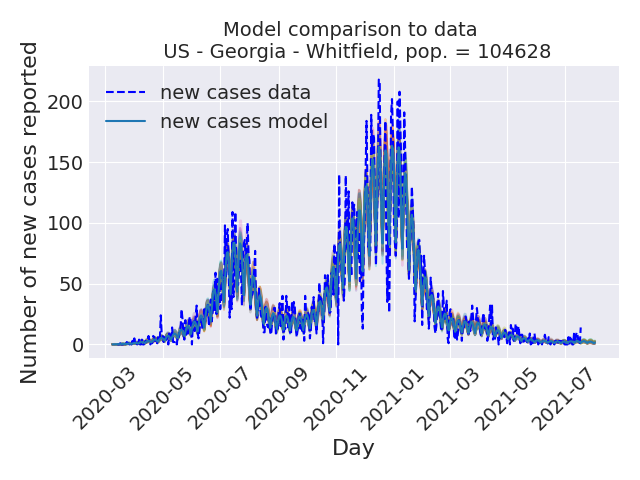 Model comparison to data
US - Georgia - Whitfield, pop. = 104628
new cases data
new cases model
Number of new cases reported
200
150
100
50
0
2020-03
2020-05
2020-07
2020-09
2020-11
2021-01
2021-03
2021-05
2021-07
Day